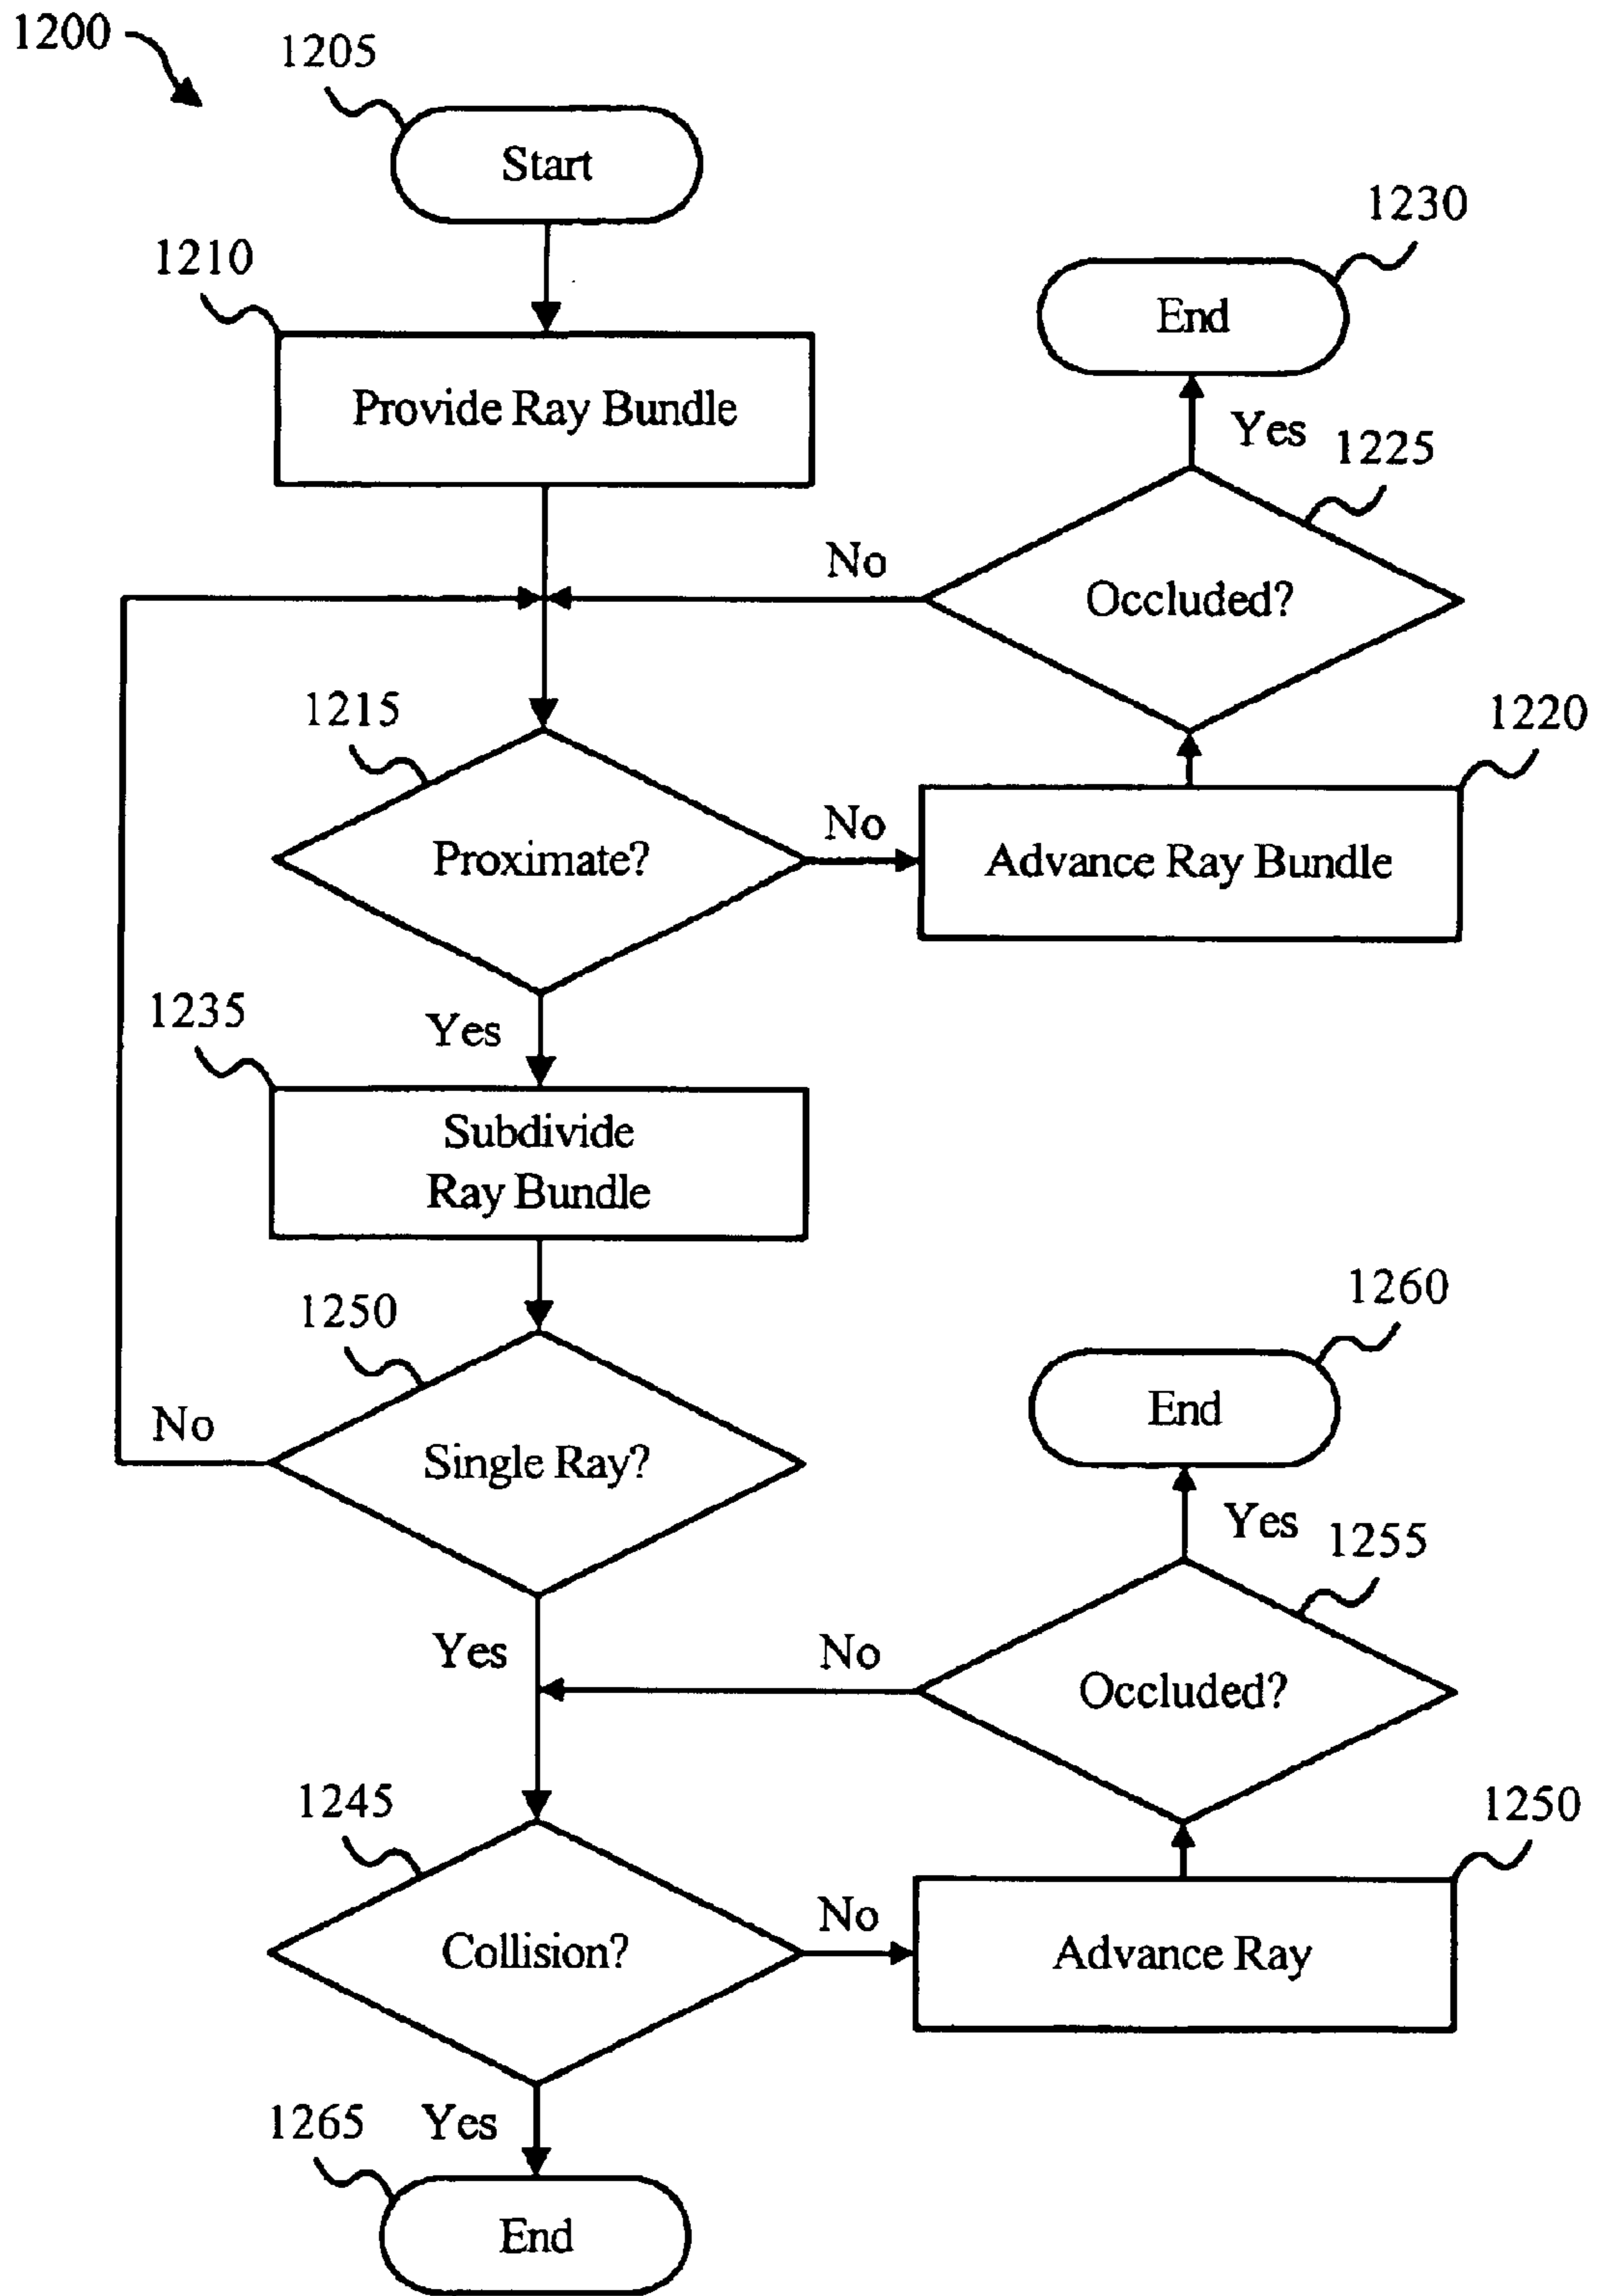 1200
1205
Start
1210
Provide Ray Bundle
1230
End
Yes
1225
Occluded?
No
1215
Proximate?
No
1220
Advance Ray Bundle
Yes
1235
Subdivide
Ray Bundle
1250
Single Ray?
No
Yes
1260
End
Yes
1255
Occluded?
No
1245
Collision?
No
1250
Advance Ray
Yes
1265
End